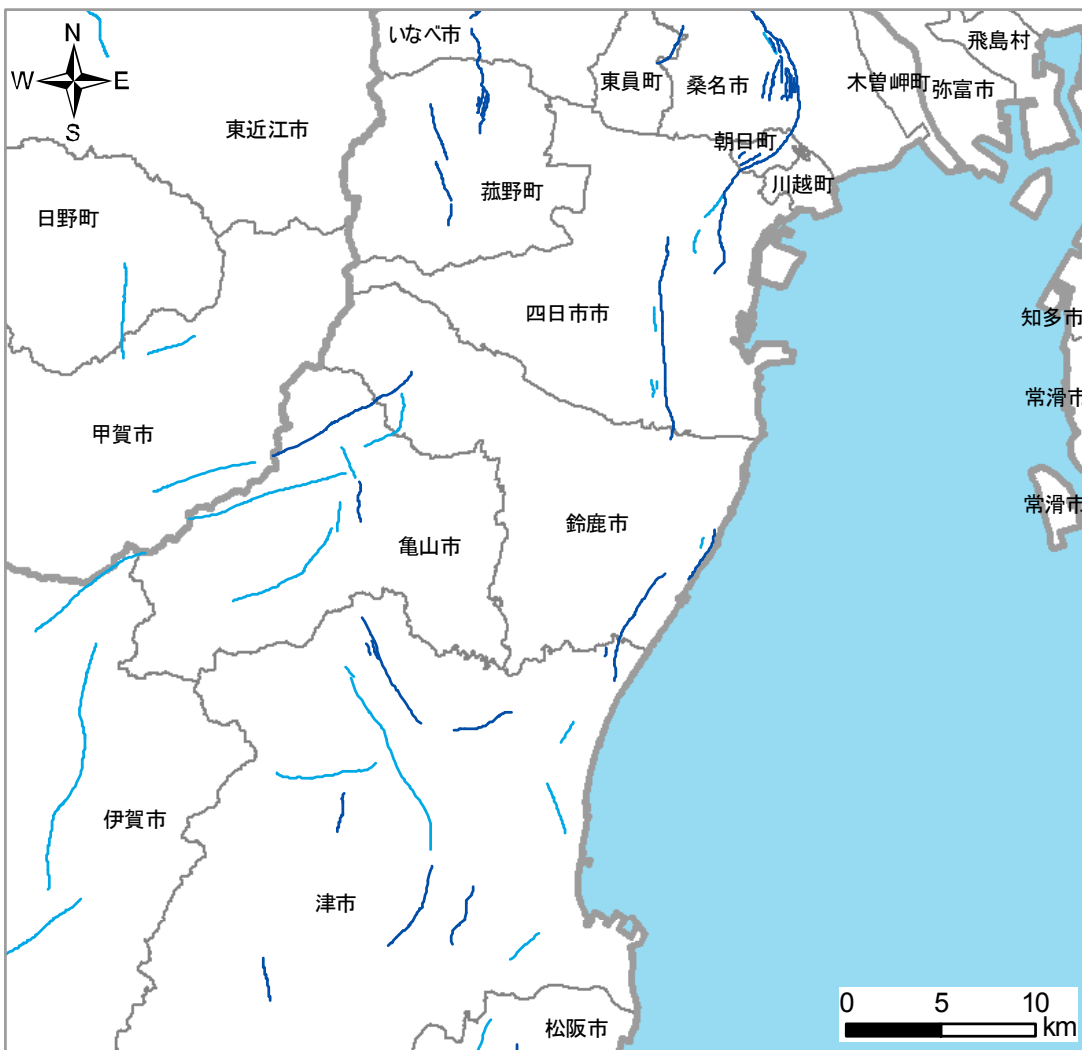 いなべ市
飛島村
N
W
E
S
東員町
桑名市
木曽岬町
弥富市
東近江市
朝日町
川越町
菰野町
日野町
四日市市
知多市
常滑市
甲賀市
常滑市
鈴鹿市
亀山市
伊賀市
津市
松阪市
0
5
10
km